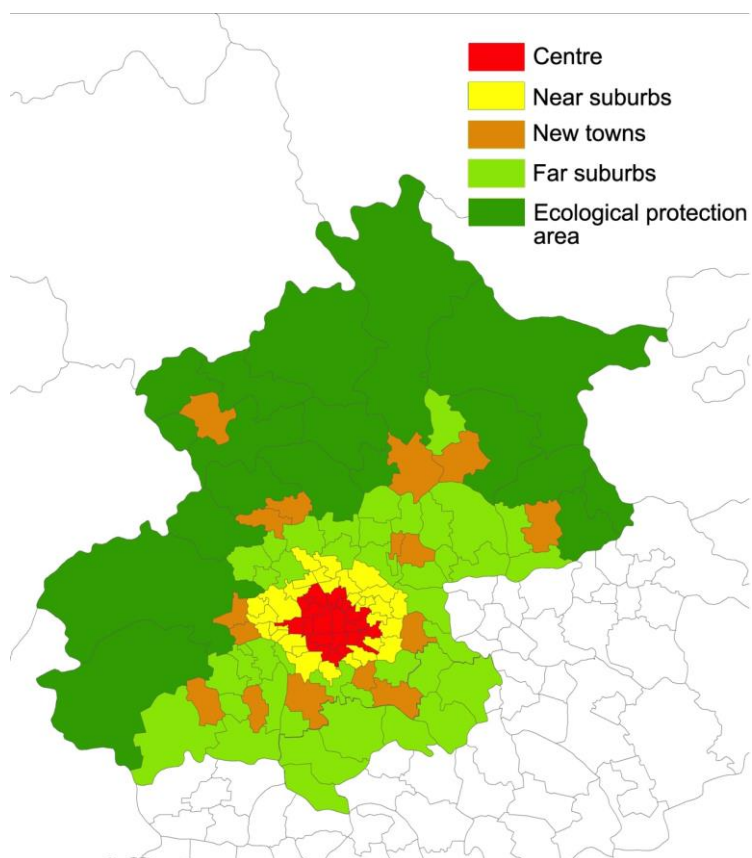 Centre
Near suburbs
New towns
Far suburbs
Ecological protection
area